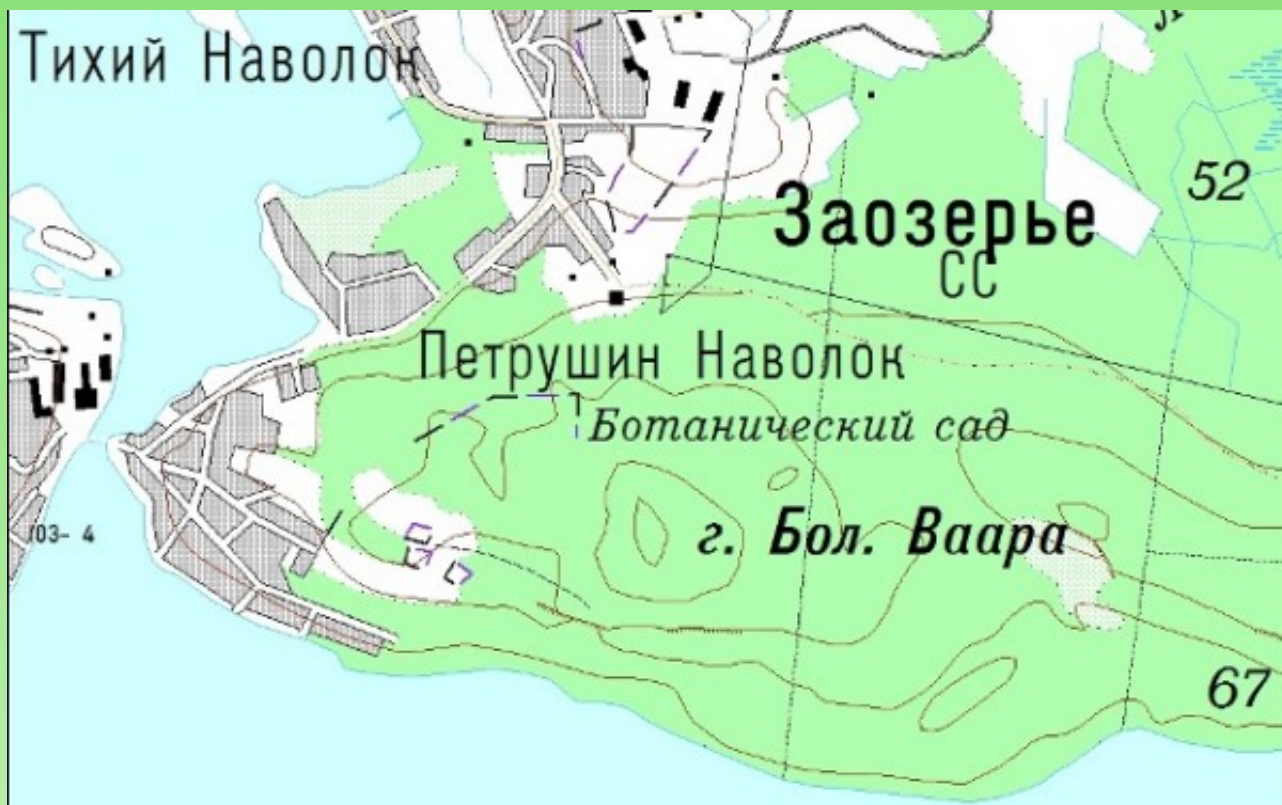 Тихий Наволок
52
Заозерье
СС
Петрушин Наволок
Ботанический сад
г. Бол. Ваара
103- 4
67